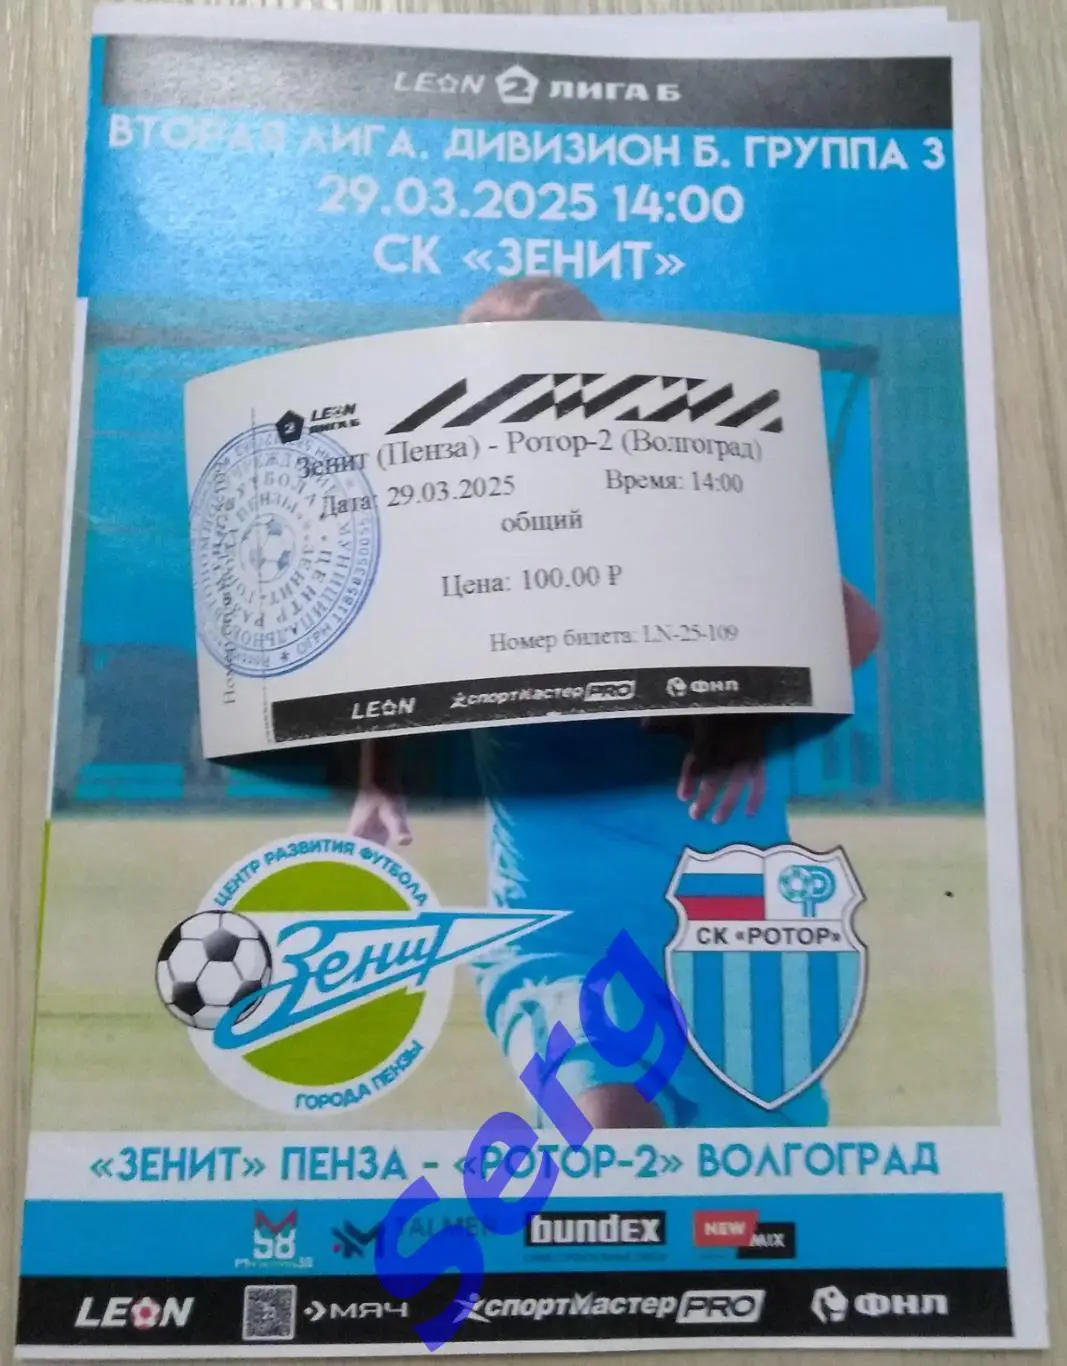 LEON 2 ЛИГА Б
ВТОРАЯ ЛИГА. ДИВИЗИОН Б. ГРУППА 3
29.03.2025 14:00
СК «ЗЕНИТ»
LEON
2 ЛИГА Б
Зенит (Пенза) - Ротор-2 (Волгоград)
Дата: 29.03.2025 Время: 14:00
общий
Цена: 100.00 ₽
Номер билета: LN-25-109
LEON спортмастер PRO ФНЛ
ЦЕНТР РАЗВИТИЯ ФУТБОЛА
Зенит
ГОРОДА ПЕНЗЫ
СК «РОТОР»
Serg
«ЗЕНИТ» ПЕНЗА - «РОТОР-2» ВОЛГОГРАД
TALMER bundex NEW MIX
LEON МЯЧ спортмастер PRO ФНЛ